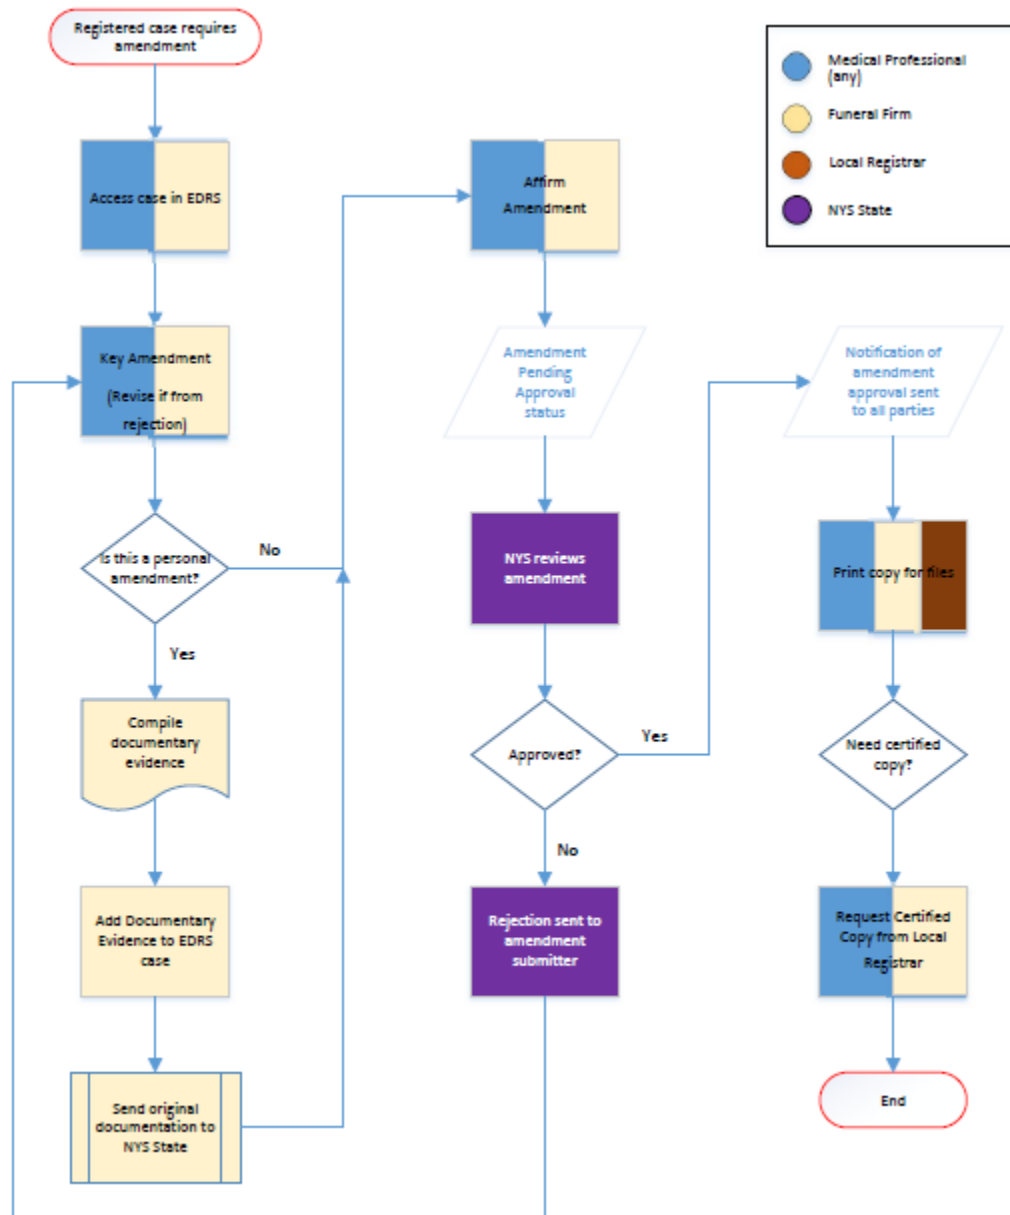 Registered case requires
amendment
Access case in EDRS
Key Amendment
(Revise if from
rejection)
Is this a personal
amendment?
No
Yes
Compile
documentary
evidence
Add Documentary
Evidence to EDRS
case
Send original
documentation to
NYS State
Affirm
Amendment
Amendment
Pending
Approval
status
NYS reviews
amendment
Approved?
Yes
No
Rejection sent to
amendment
submitter
Medical Professional
(any)
Funeral Firm
Local Registrar
NYS State
Notification of
amendment
approval sent
to all parties
Print copy for files
Need certified
copy?
Request Certified
Copy from Local
Registrar
End